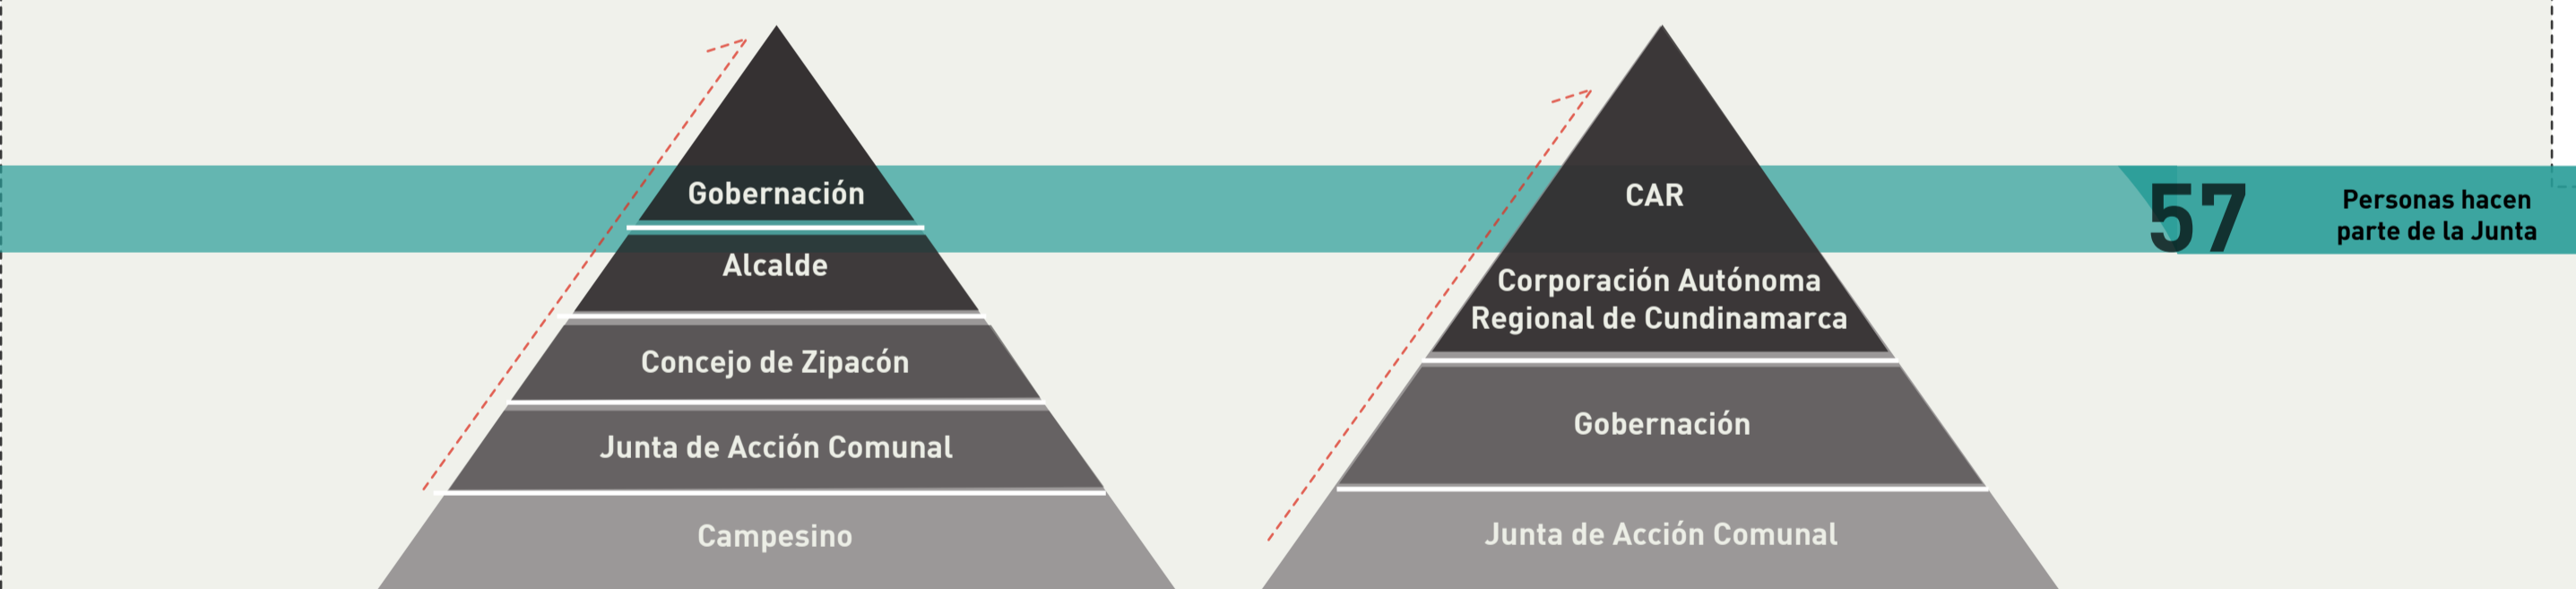 Gobernación
Alcalde
Concejo de Zipacón
Junta de Acción Comunal
Campesino
CAR
Corporación Autónoma
Regional de Cundinamarca
Gobernación
Junta de Acción Comunal
57
Personas hacen
parte de la Junta